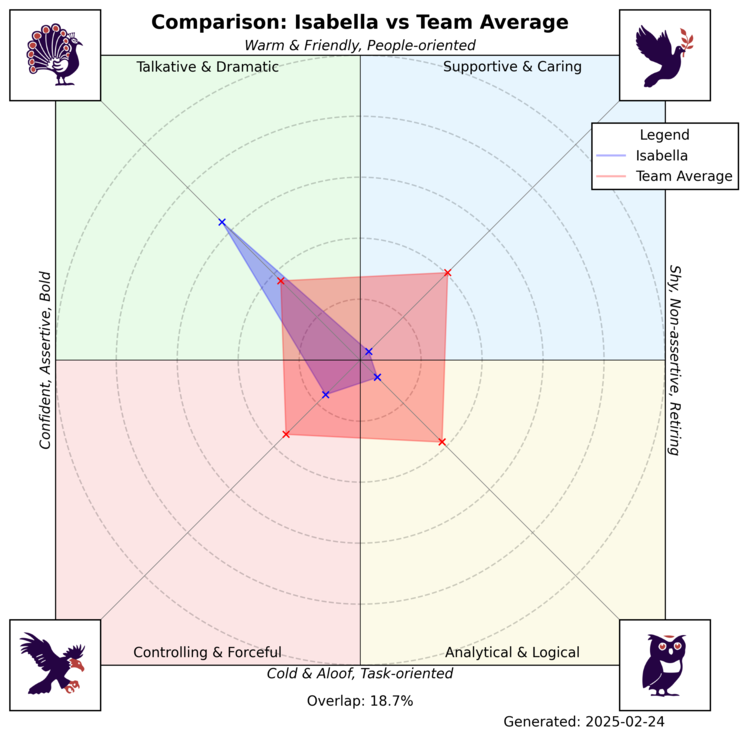 Comparison: Isabella vs Team Average
Warm & Friendly, People-oriented
Talkative & Dramatic
Supportive & Caring
Legend
Isabella
Team Average
Confident, Assertive, Bold
Shy, Non-assertive, Retiring
Controlling & Forceful
Analytical & Logical
Cold & Aloof, Task-oriented
Overlap: 18.7%
Generated: 2025-02-24